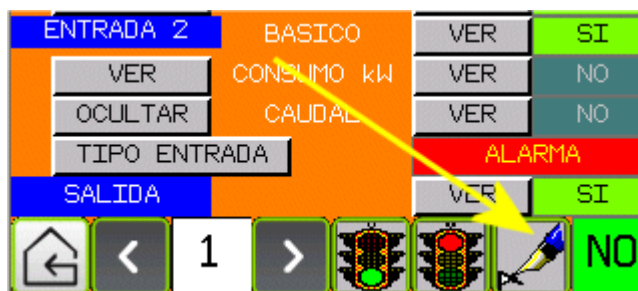 ENTRADA 2 BASICO VER SI
VER CONSUMO kW VER NO
OCULTAR CAUDAL VER NO
TIPO ENTRADA ALARMA
SALIDA VER SI
1 NO